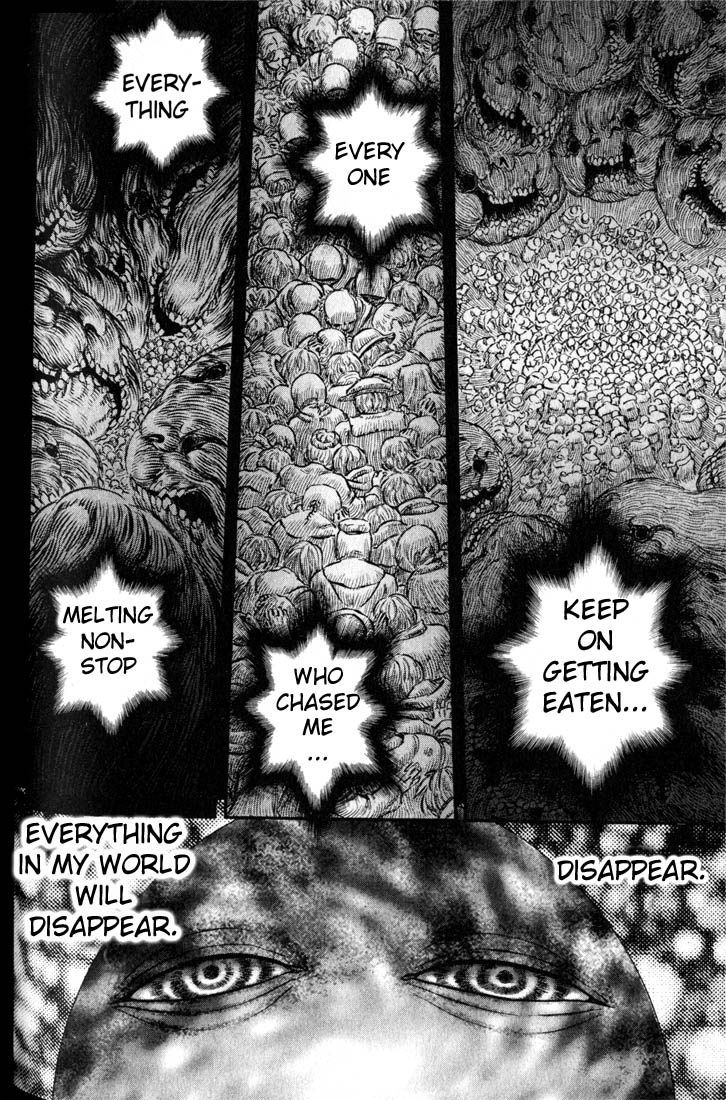 KEEP
ON
GETTING
EATEN...
EVERY
ONE
WHO
CHASED
ME
...
EVERY-
THING
MELTING
NON-
STOP
DISAPPEAR.
EVERYTHING
IN MY WORLD
WILL
DISAPPEAR.